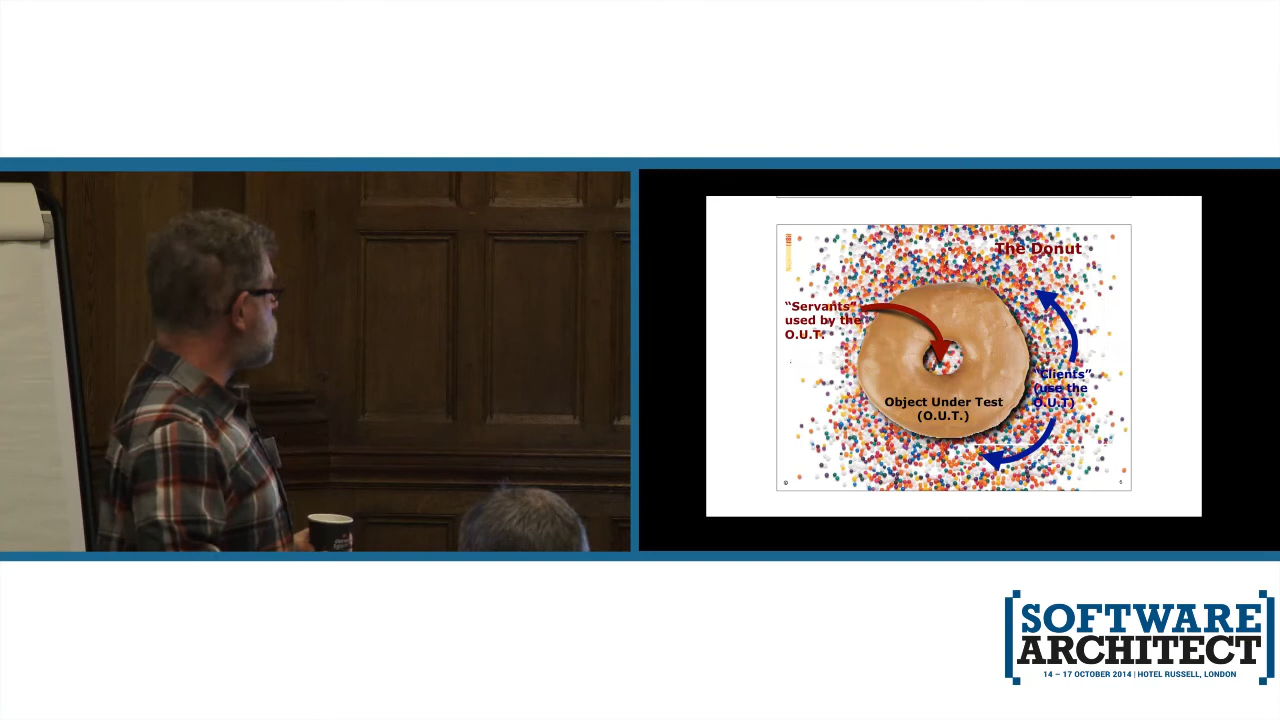 The Donut
“Servants”
used by the
O.U.T.
“Clients”
(use the
O.U.T)
Object Under Test
(O.U.T.)
6
SOFTWARE
ARCHITECT
14 – 17 OCTOBER 2014 | HOTEL RUSSELL, LONDON